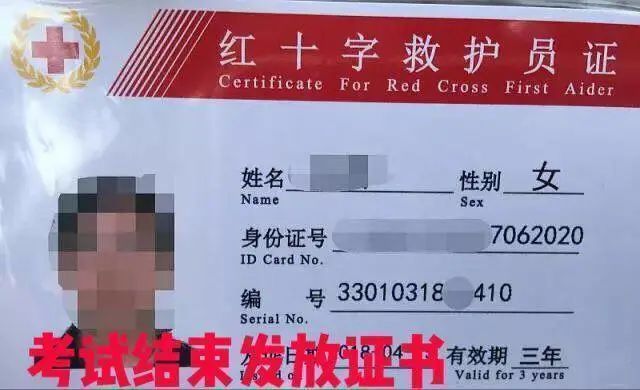 红十字救护员证
Certificate For Red Cross First Aider
姓名 性别 女
Name Sex
身份证号 7062020
ID Card No.
编 号 33010318 410
Serial No.
考试结束发放证书
有效期 三年
Valid for 3 years